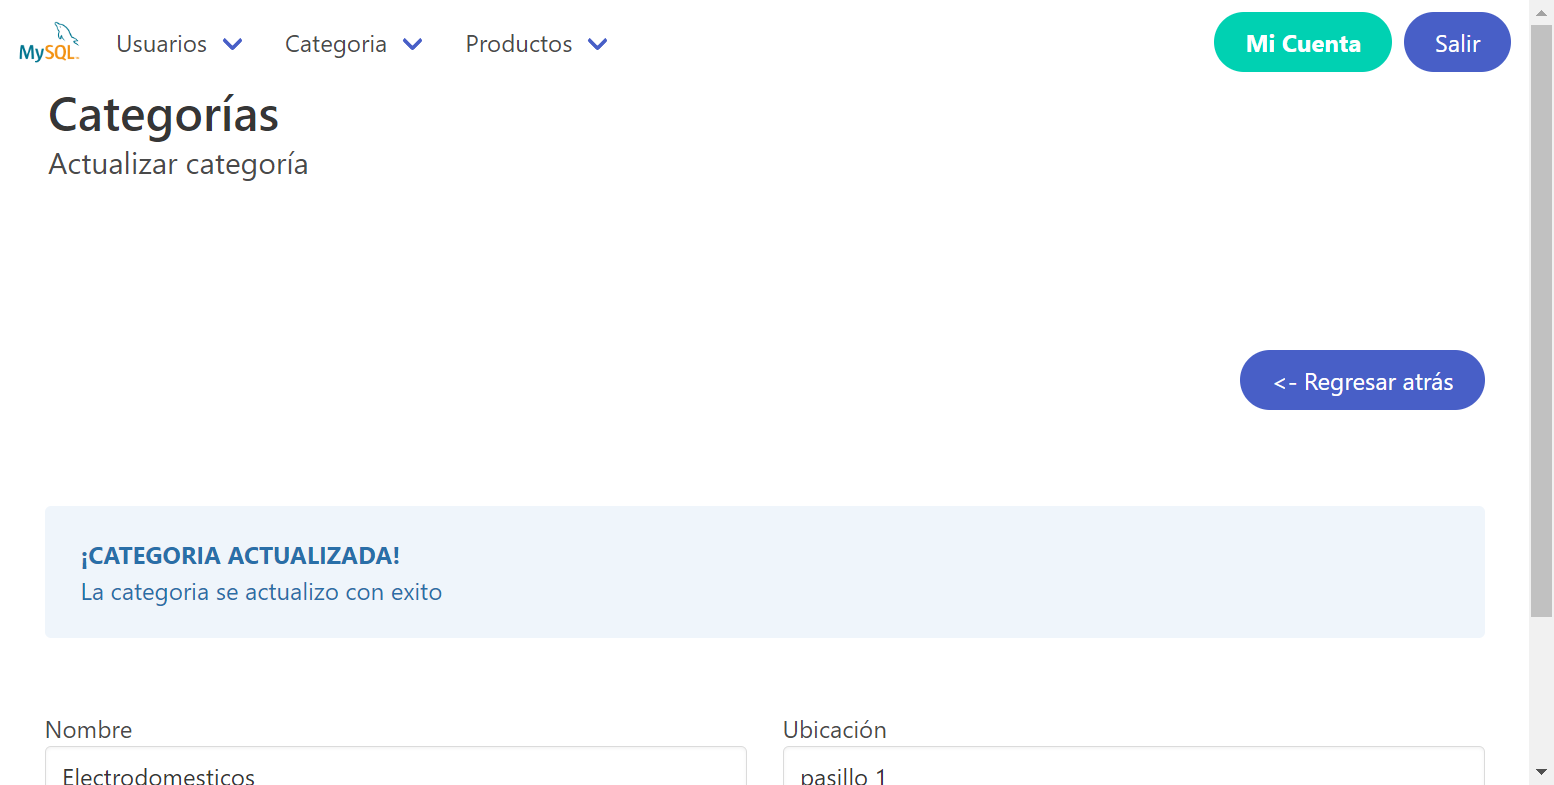 MySQL Usuarios Categoria Productos Mi Cuenta Salir
Categorías
Actualizar categoría
<- Regresar atrás
¡CATEGORIA ACTUALIZADA!
La categoria se actualizo con exito
Nombre Ubicación
Electrodomesticos pasillo 1